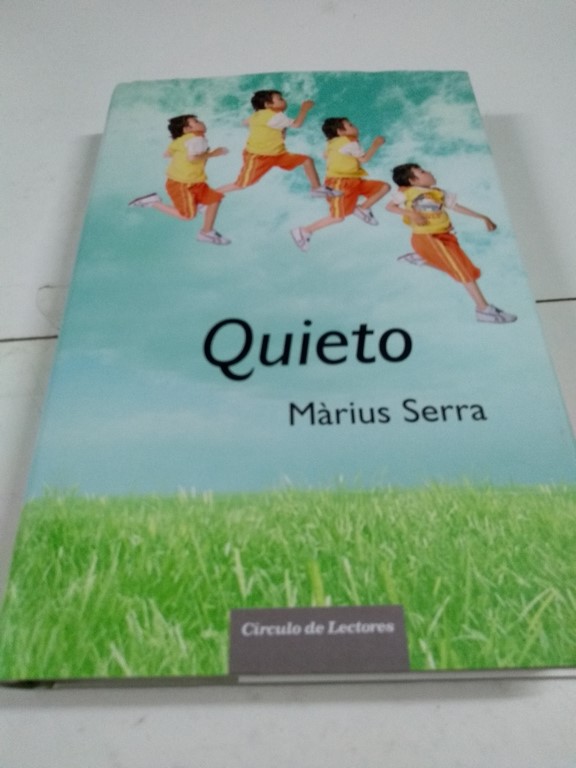 Quieto
Màrius Serra
Círculo de Lectores